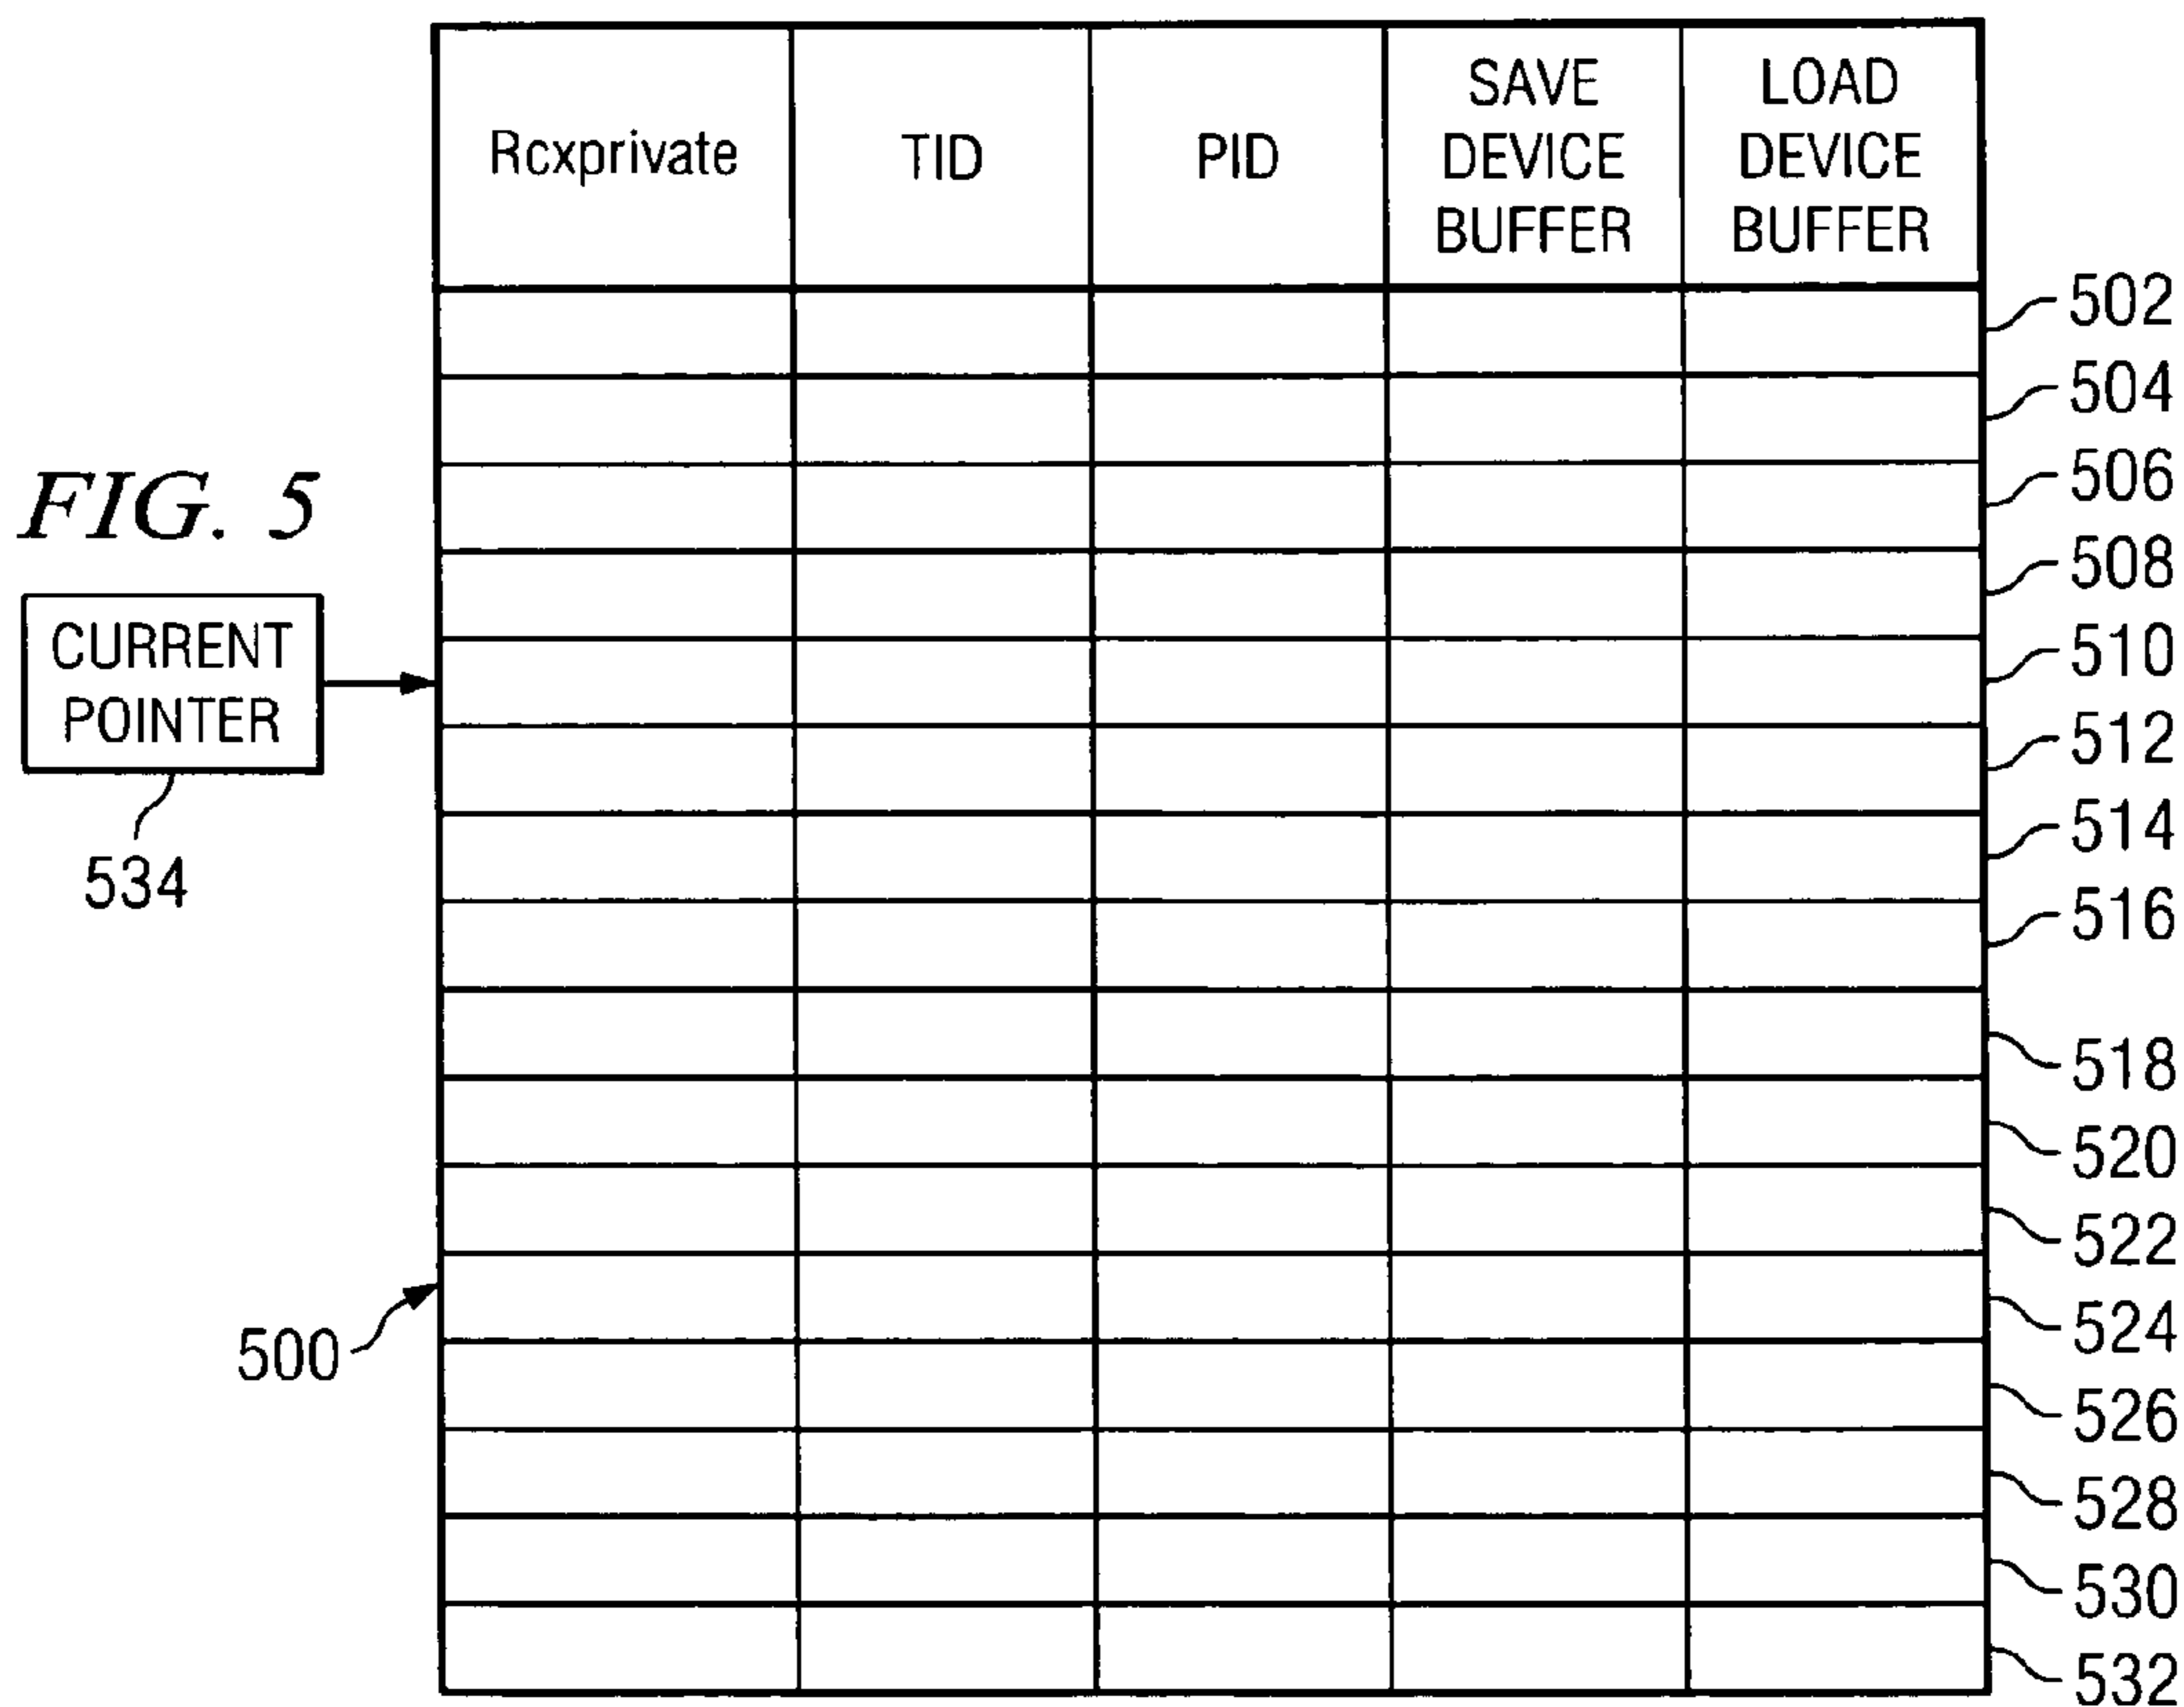 Rcxprivate
TID
PID
SAVE
DEVICE
BUFFER
LOAD
DEVICE
BUFFER
502
504
506
508
510
512
514
516
518
520
522
524
526
528
530
532
FIG. 5
CURRENT
POINTER
534
500